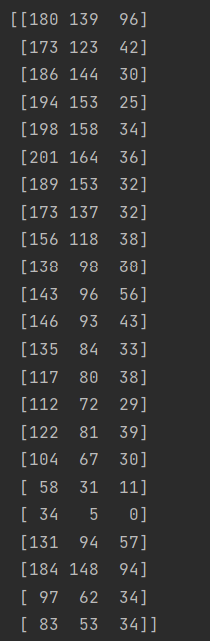 [[180 139  96]
 [173 123  42]
 [186 144  30]
 [194 153  25]
 [198 158  34]
 [201 164  36]
 [189 153  32]
 [173 137  32]
 [156 118  38]
 [138  98  60]
 [143  96  56]
 [146  93  43]
 [135  84  33]
 [117  80  38]
 [112  72  29]
 [122  81  39]
 [104  67  30]
 [ 58  31  11]
 [ 34   5   0]
 [131  94  57]
 [184 148  94]
 [ 97  62  34]
 [ 83  53  34]]